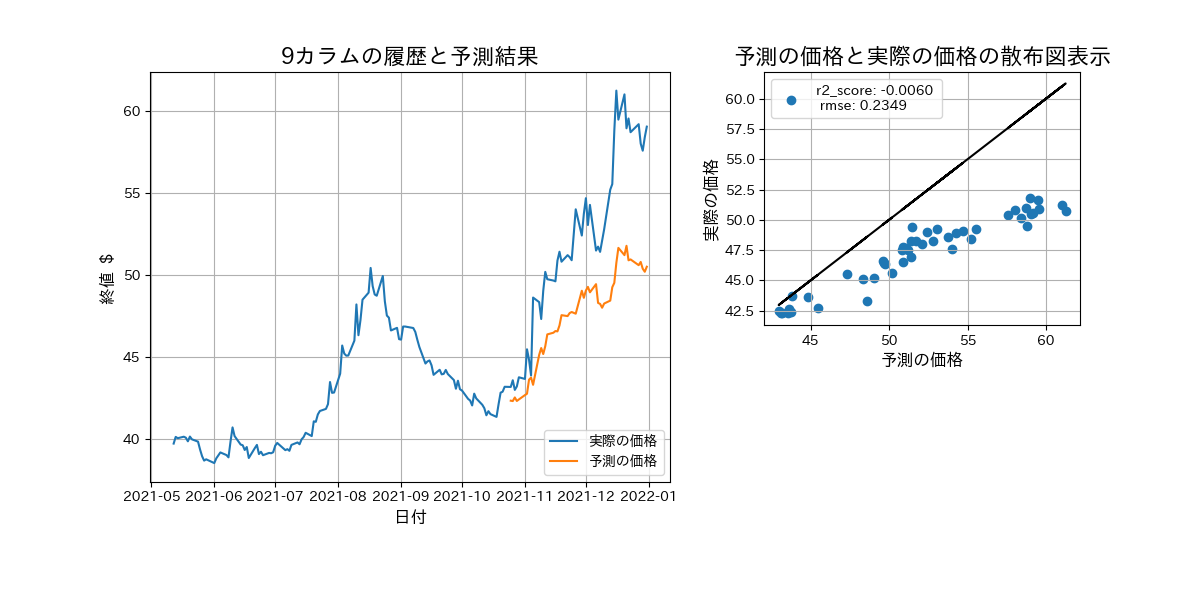 9カラムの履歴と予測結果
終値 $
60
55
50
45
40
2021-05 2021-06 2021-07 2021-08 2021-09 2021-10 2021-11 2021-12 2022-01
日付
実際の価格
予測の価格
予測の価格と実際の価格の散布図表示
実際の価格
60.0
57.5
55.0
52.5
50.0
47.5
45.0
42.5
45 50 55 60
予測の価格
r2_score: -0.0060
rmse: 0.2349